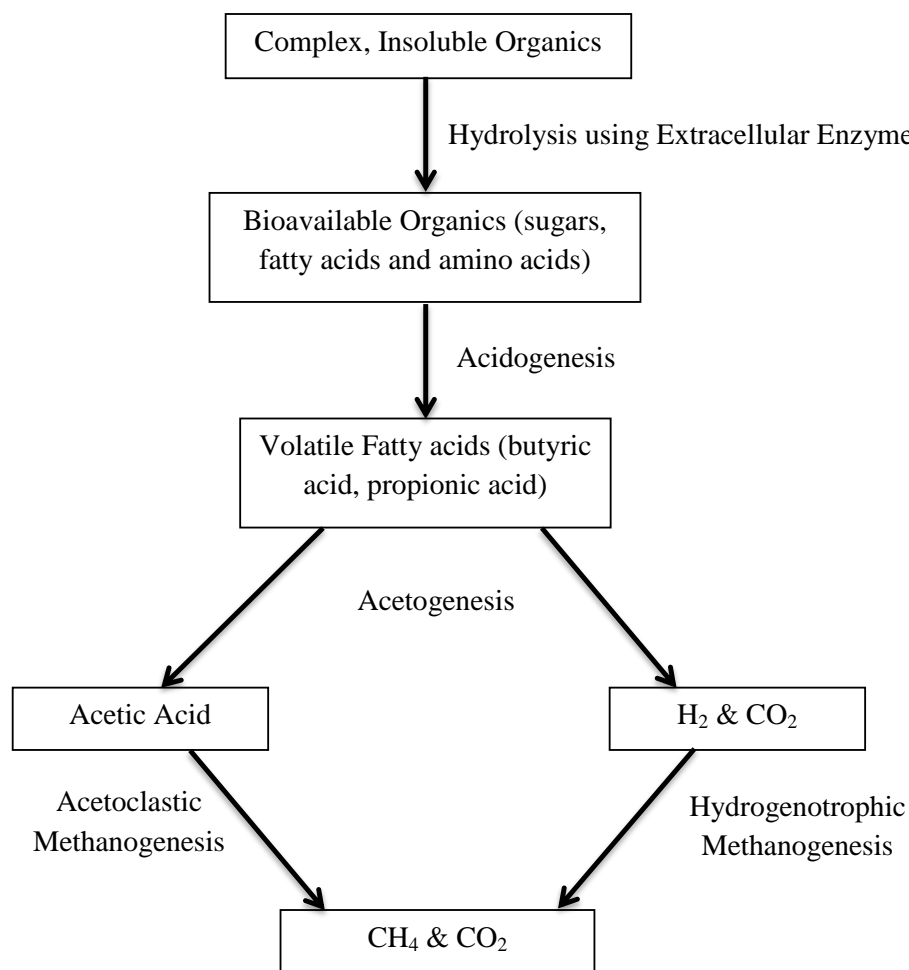 Complex, Insoluble Organics
Hydrolysis using Extracellular Enzyme
Bioavailable Organics (sugars,
fatty acids and amino acids)
Acidogenesis
Volatile Fatty acids (butyric
acid, propionic acid)
Acetogenesis
Acetic Acid
H₂ & CO₂
Acetoclastic
Methanogenesis
Hydrogenotrophic
Methanogenesis
CH₄ & CO₂